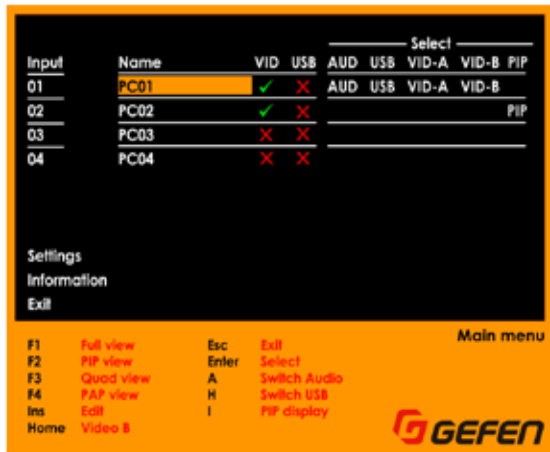 Select
Input Name VID USB AUD USB VID-A VID-B PIP
01 PC01 AUD USB VID-A VID-B
02 PC02 PIP
03 PC03
04 PC04
Settings
Information
Exit
Main menu
F1 Full view Esc Exit
F2 PIP view Enter Select
F3 Quad view A Switch Audio
F4 PAP view H Switch USB
Ins Edit I PIP display
Home Video B
GEFEN